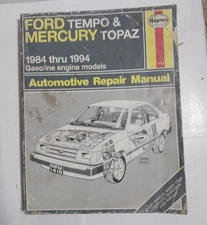 FORD TEMPO &
MERCURY TOPAZ
Haynes
1984 thru 1994
Gasoline engine models
Automotive Repair Manual